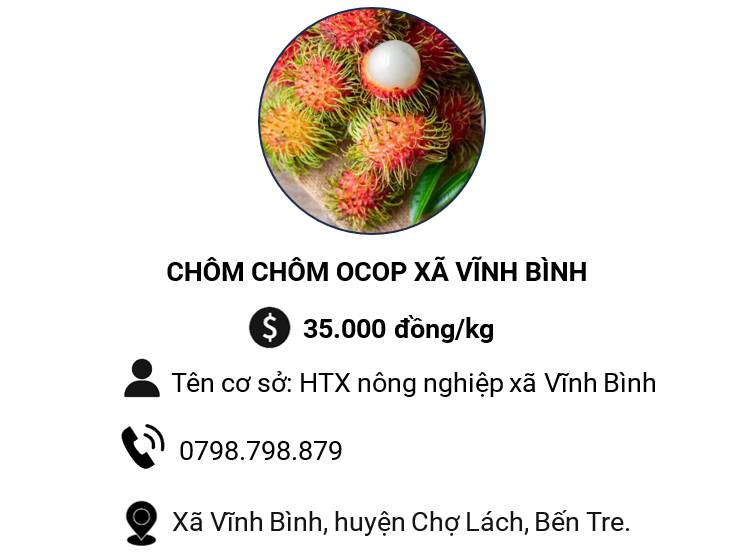 CHÔM CHÔM OCOP XÃ VĨNH BÌNH
$ 35.000 đồng/kg
Tên cơ sở: HTX nông nghiệp xã Vĩnh Bình
0798.798.879
Xã Vĩnh Bình, huyện Chợ Lách, Bến Tre.